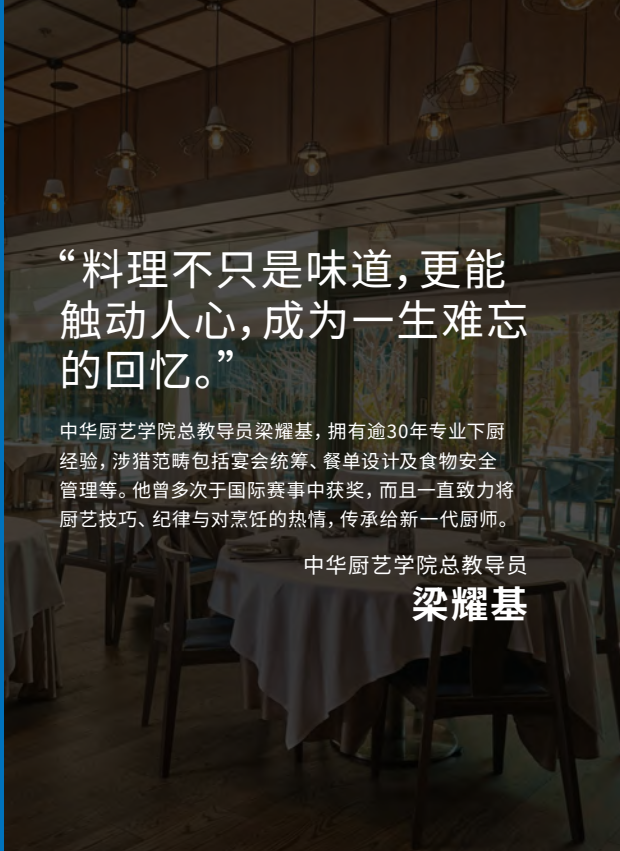 “料理不只是味道，更能
触动人心，成为一生难忘
的回忆。”
中华厨艺学院总教导员梁耀基，拥有逾30年专业下厨
经验，涉猎范畴包括宴会统筹、餐单设计及食物安全
管理等。他曾多次于国际赛事中获奖，而且一直致力将
厨艺技巧、纪律与对烹饪的热情，传承给新一代厨师。
中华厨艺学院总教导员
梁耀基